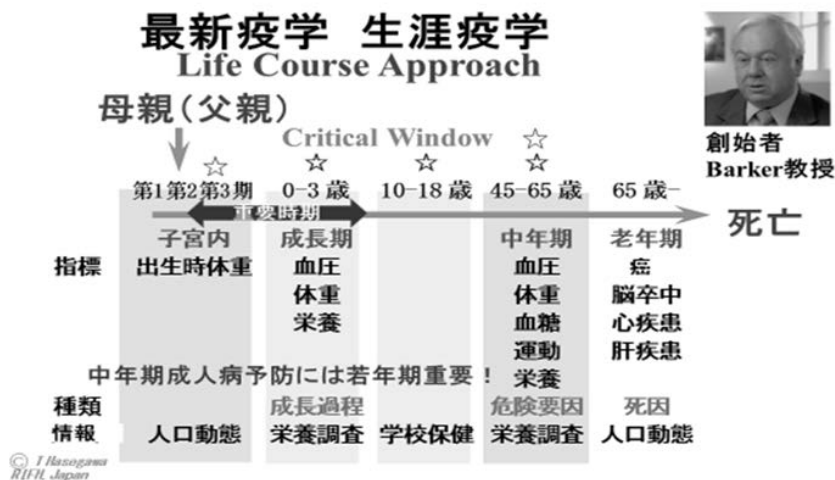 最新疫学 生涯疫学
Life Course Approach
母親(父親)
Critical Window ☆
創始者
Barker教授
☆ ☆ ☆ ☆
第1第2第3期 0-3 歳 10-18 歳 45-65 歳 65 歳-
重要時期
死亡
子宮内 成長期 中年期 老年期
指標 出生時体重 血圧 血圧 癌
体重 体重 脳卒中
栄養 血糖 心疾患
運動 肝疾患
中年期成人病予防には若年期重要! 栄養
種類 成長過程 危険要因 死因
情報 人口動態 栄養調査 学校保健 栄養調査 人口動態
© T Hasegawa
RIFH Japan